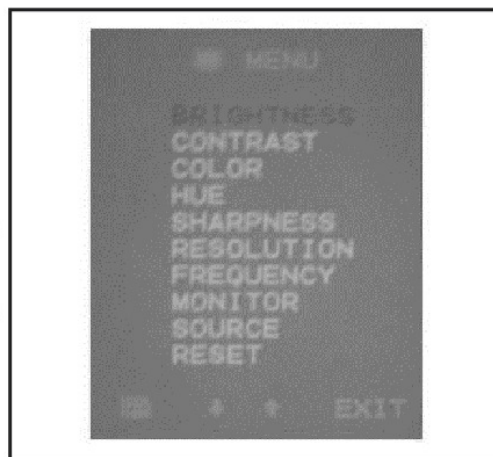 MENU
BRIGHTNESS
CONTRAST
COLOR
HUE
SHARPNESS
RESOLUTION
FREQUENCY
MONITOR
SOURCE
RESET
EXIT